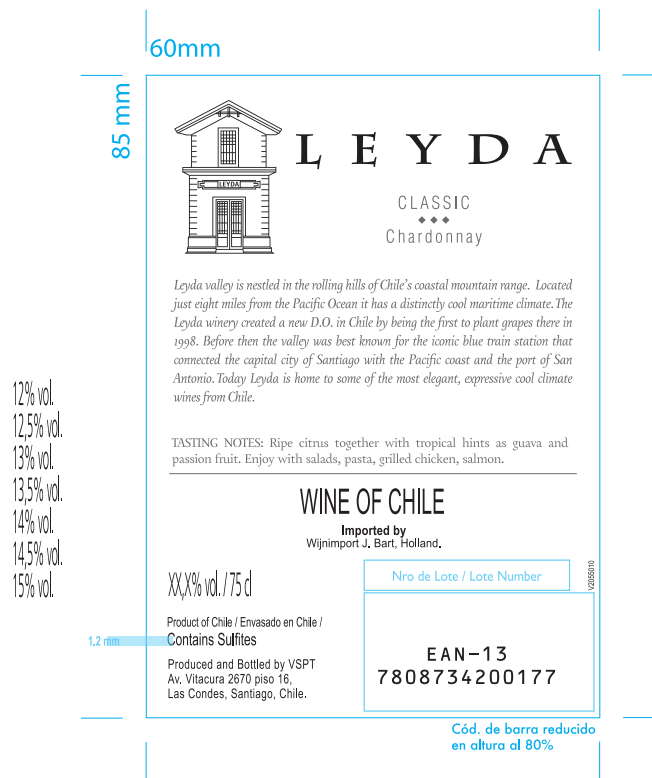 60mm
85 mm
LEYDA
LEYDA
CLASSIC
Chardonnay
Leyda valley is nestled in the rolling hills of Chile's coastal mountain range. Located
just eight miles from the Pacific Ocean it has a distinctly cool maritime climate.The
Leyda winery created a new D.O. in Chile by being the first to plant grapes there in
1998. Before then the valley was best known for the iconic blue train station that
connected the capital city of Santiago with the Pacific coast and the port of San
Antonio.Today Leyda is home to some of the most elegant, expressive cool climate
wines from Chile.
TASTING NOTES: Ripe citrus together with tropical hints as guava and
passion fruit. Enjoy with salads, pasta, grilled chicken, salmon.
12% vol.
12,5% vol.
13% vol.
13,5% vol.
14% vol.
14,5% vol.
15% vol.
WINE OF CHILE
Imported by
Wijnimport J. Bart, Holland.
XX,X% vol. / 75 cl
Nro de Lote / Lote Number
V2055010
Product of Chile / Envasado en Chile /
1.2 mm
Contains Sulfites
Produced and Bottled by VSPT
Av. Vitacura 2670 piso 16,
Las Condes, Santiago, Chile.
EAN-13
7808734200177
Cód. de barra reducido
en altura al 80%